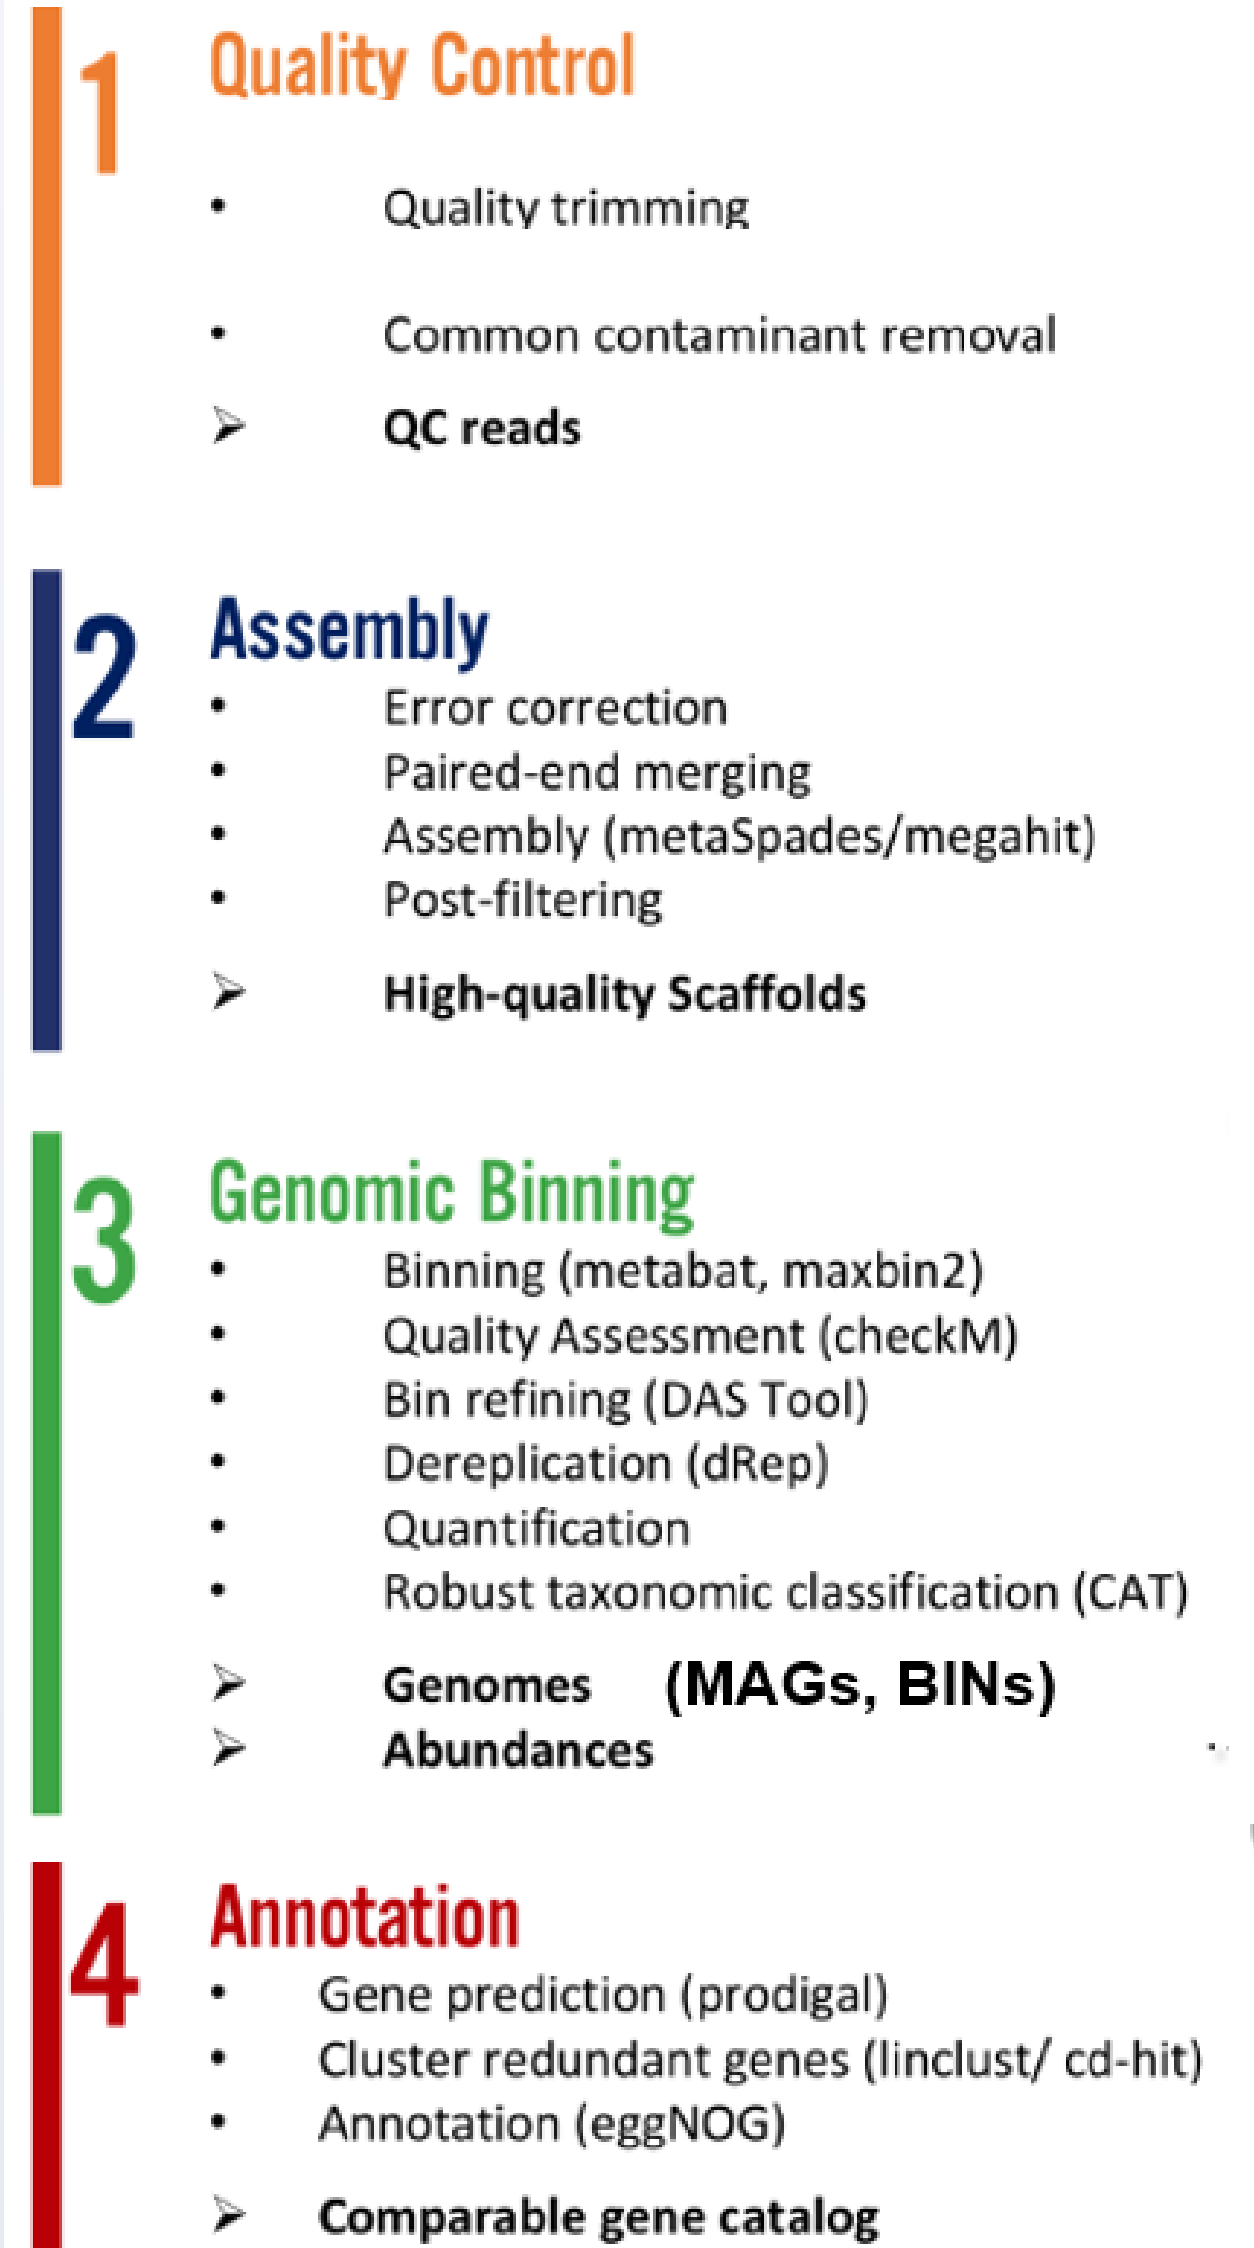 1 Quality Control
• Quality trimming
• Common contaminant removal
➢ QC reads
2 Assembly
• Error correction
• Paired-end merging
• Assembly (metaSpades/megahit)
• Post-filtering
➢ High-quality Scaffolds
3 Genomic Binning
• Binning (metabat, maxbin2)
• Quality Assessment (checkM)
• Bin refining (DAS Tool)
• Dereplication (dRep)
• Quantification
• Robust taxonomic classification (CAT)
➢ Genomes (MAGs, BINs)
➢ Abundances
4 Annotation
• Gene prediction (prodigal)
• Cluster redundant genes (linclust/ cd-hit)
• Annotation (eggNOG)
➢ Comparable gene catalog